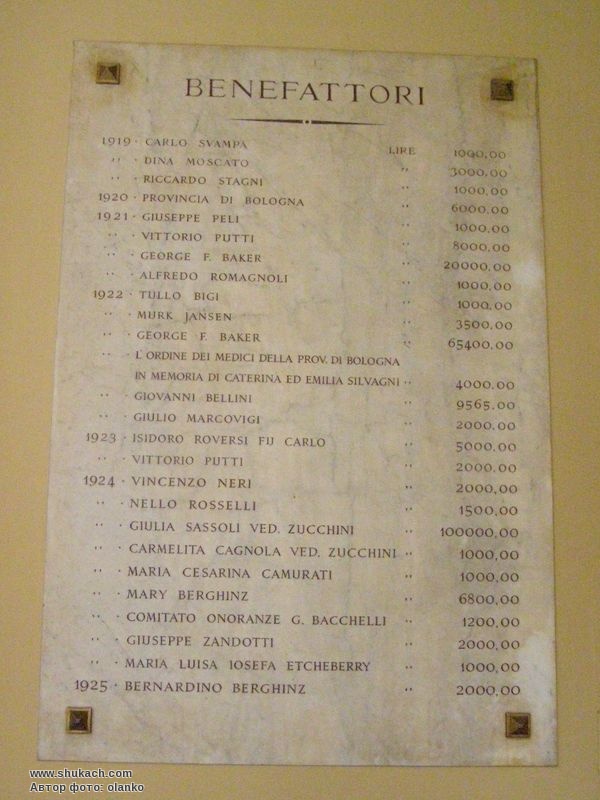 BENEFATTORI
1919 · CARLO SVAMPA LIRE 1000,00
" · DINA MOSCATO " 3000,00
" · RICCARDO STAGNI " 1000,00
1920 · PROVINCIA DI BOLOGNA " 6000,00
1921 · GIUSEPPE PELI " 1000,00
" · VITTORIO PUTTI " 8000,00
" · GEORGE F. BAKER " 20000,00
" · ALFREDO ROMAGNOLI " 1000,00
1922 · TULLO BIGI " 1000,00
" · MURK JANSEN " 3500,00
" · GEORGE F. BAKER " 65400,00
" · L'ORDINE DEI MEDICI DELLA PROV. DI BOLOGNA
IN MEMORIA DI CATERINA ED EMILIA SILVAGNI " 4000,00
" · GIOVANNI BELLINI " 9565,00
" · GIULIO MARCOVIGI " 2000,00
1923 · ISIDORO ROVERSI FIJ CARLO " 5000,00
" · VITTORIO PUTTI " 2000,00
1924 · VINCENZO NERI " 2000,00
" · NELLO ROSSELLI " 1500,00
" · GIULIA SASSOLI VED. ZUCCHINI " 100000,00
" · CARMELITA CAGNOLA VED. ZUCCHINI " 1000,00
" · MARIA CESARINA CAMURATI " 1000,00
" · MARY BERGHINZ " 6800,00
" · COMITATO ONORANZE G. BACCHELLI " 1200,00
" · GIUSEPPE ZANDOTTI " 2000,00
" · MARIA LUISA IOSEFA ETCHEBERRY " 1000,00
1925 · BERNARDINO BERGHINZ " 2000,00
www.shukach.com
Автор фото: olanko